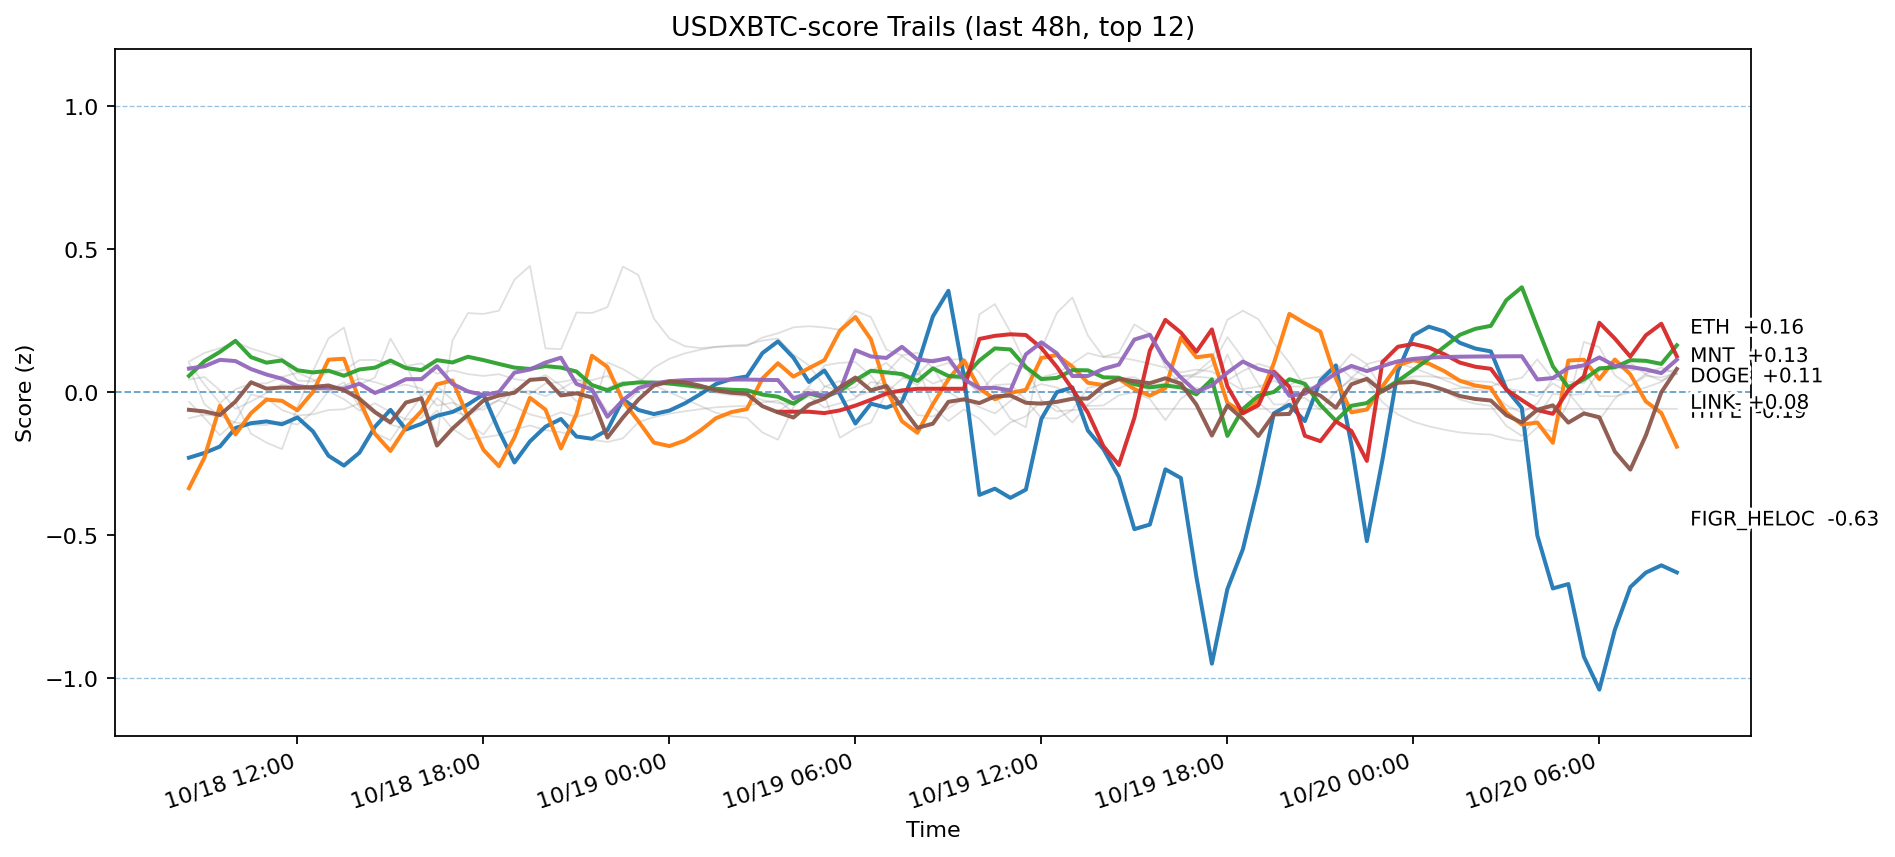 USDXBTC-score Trails (last 48h, top 12)
Score (z)
1.0
0.5
0.0
−0.5
−1.0
ETH +0.16
MNT +0.13
DOGE +0.11
LINK +0.08
-0.19
FIGR_HELOC -0.63
10/18 12:00
10/18 18:00
10/19 00:00
10/19 06:00
10/19 12:00
10/19 18:00
10/20 00:00
10/20 06:00
Time